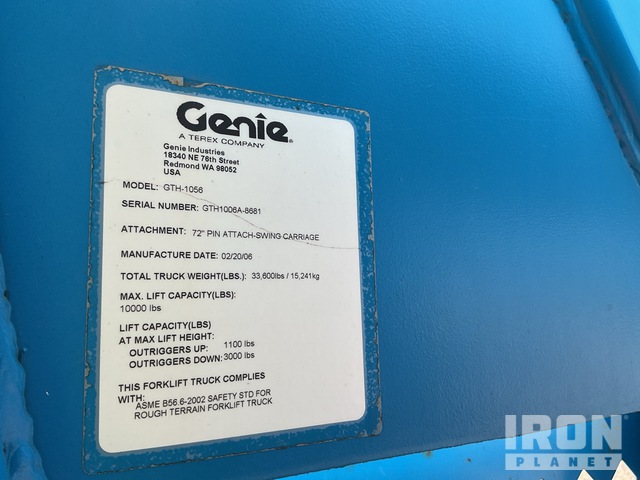 Genie
A TEREX COMPANY
Genie Industries
18340 NE 76th Street
Redmond WA 98052
USA
MODEL: GTH-1056
SERIAL NUMBER: GTH1006A-8681
ATTACHMENT: 72" PIN ATTACH-SWING CARRIAGE
MANUFACTURE DATE: 02/20/06
TOTAL TRUCK WEIGHT(LBS.): 33,600lbs / 15,241kg
MAX. LIFT CAPACITY(LBS):
10000 lbs
LIFT CAPACITY(LBS)
AT MAX LIFT HEIGHT:
OUTRIGGERS UP: 1100 lbs
OUTRIGGERS DOWN: 3000 lbs
THIS FORKLIFT TRUCK COMPLIES
WITH: ASME B56.6-2002 SAFETY STD FOR
ROUGH TERRAIN FORKLIFT TRUCK
IRON
PLANET